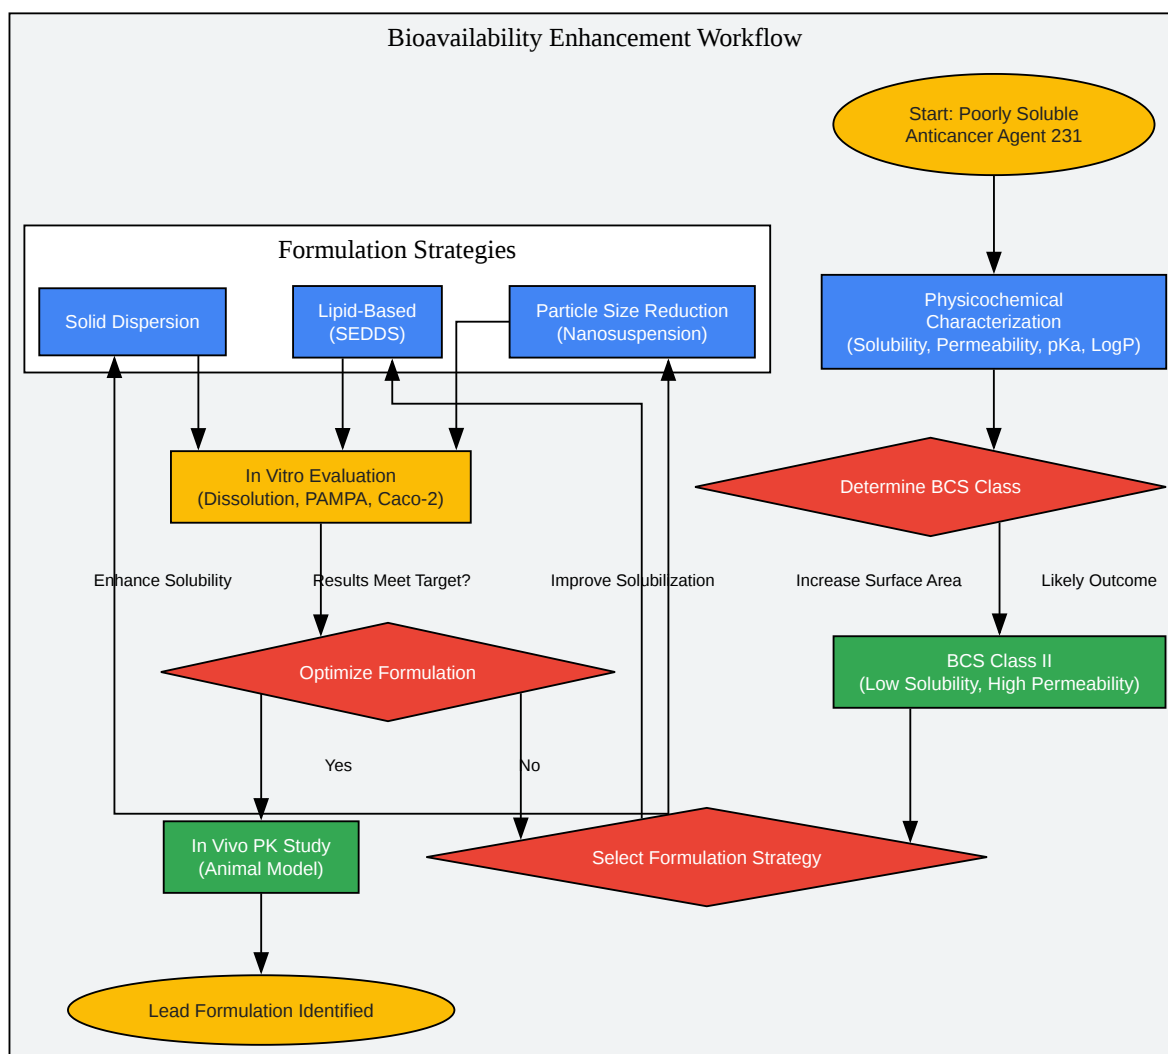 Bioavailability Enhancement Workflow
Start: Poorly Soluble
Anticancer Agent 231
Formulation Strategies
Solid Dispersion
Lipid-Based
(SEDDS)
Particle Size Reduction
(Nanosuspension)
Physicochemical
Characterization
(Solubility, Permeability, pKa, LogP)
In Vitro Evaluation
(Dissolution, PAMPA, Caco-2)
Determine BCS Class
Enhance Solubility
Results Meet Target?
Improve Solubilization
Increase Surface Area
Likely Outcome
Optimize Formulation
BCS Class II
(Low Solubility, High Permeability)
Yes
No
In Vivo PK Study
(Animal Model)
Select Formulation Strategy
Lead Formulation Identified